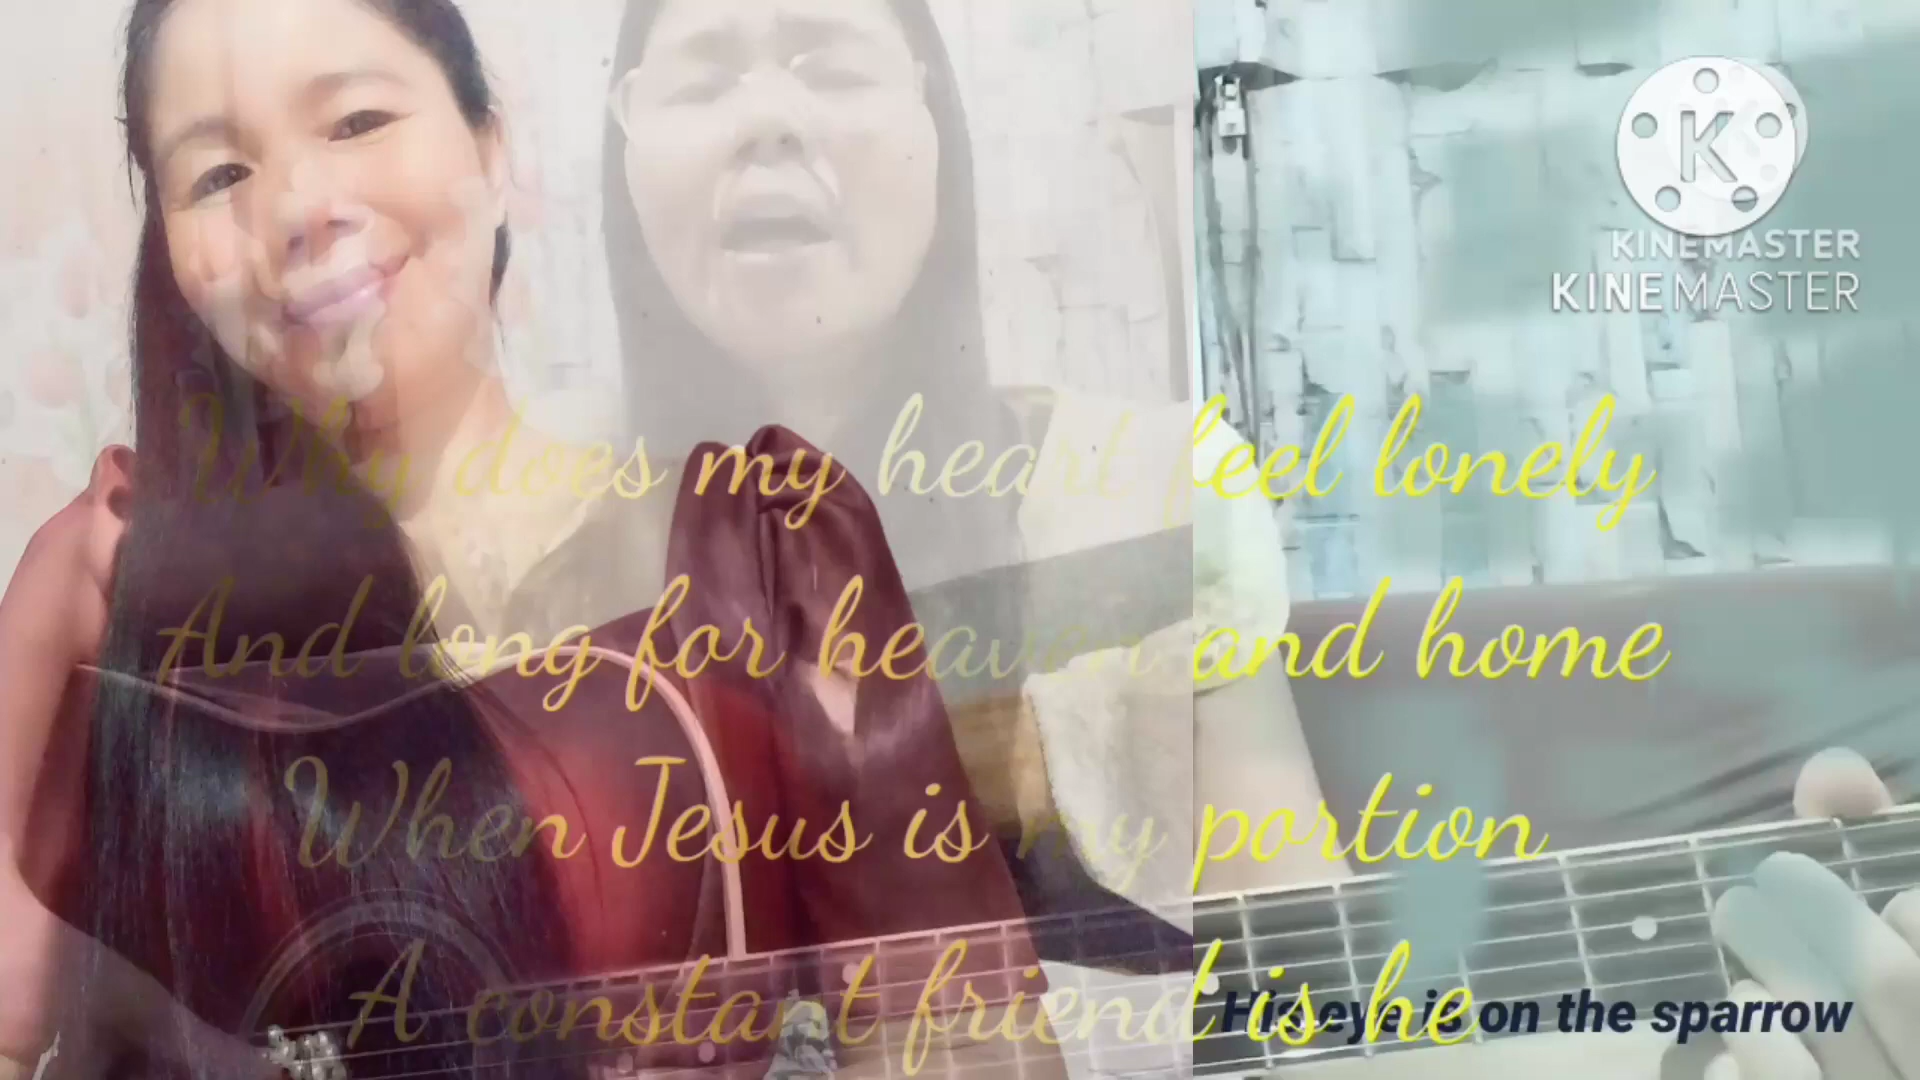 K
KINEMASTER
KINEMASTER
Why does my heart feel lonely
And long for heaven and home
When Jesus is my portion
A constant friend is he
His eye is on the sparrow